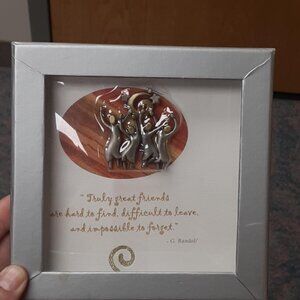 "Truly great friends
are hard to find, difficult to leave,
and impossible to forget."
- G. Randolf